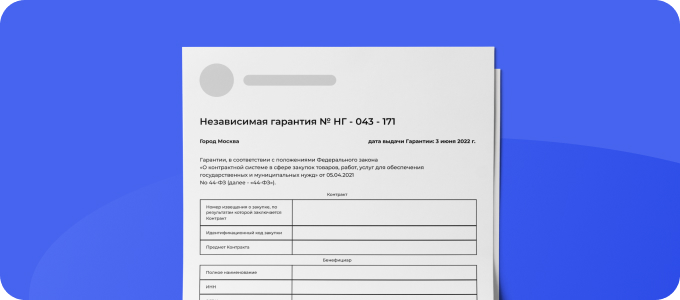 Независимая гарантия № НГ - 043 - 171
Город Москва дата выдачи Гарантии: 3 июня 2022 г.
Гарантии, в соответствии с положениями Федерального закона
«О контрактной системе в сфере закупок товаров, работ, услуг для обеспечения
государственных и муниципальных нужд» от 05.04.2021
No 44-ФЗ (далее - «44-ФЗ»).
Контракт
Номер извещения о закупке, по
результатам которой заключается
Контракт
Идентификационный код закупки
Предмет Контракта
Бенефициар
Полное наименование
ИНН